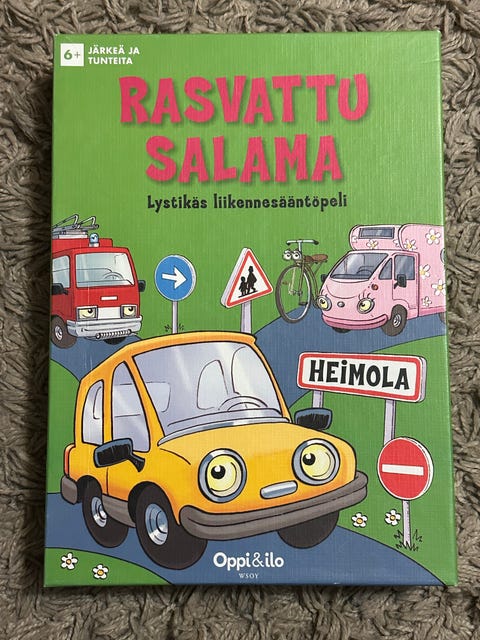 6+ JÄRKEÄ JA
TUNTEITA
RASVATTU
SALAMA
Lystikäs liikennesääntöpeli
HEiMOLA
Oppi&ilo
WSOY